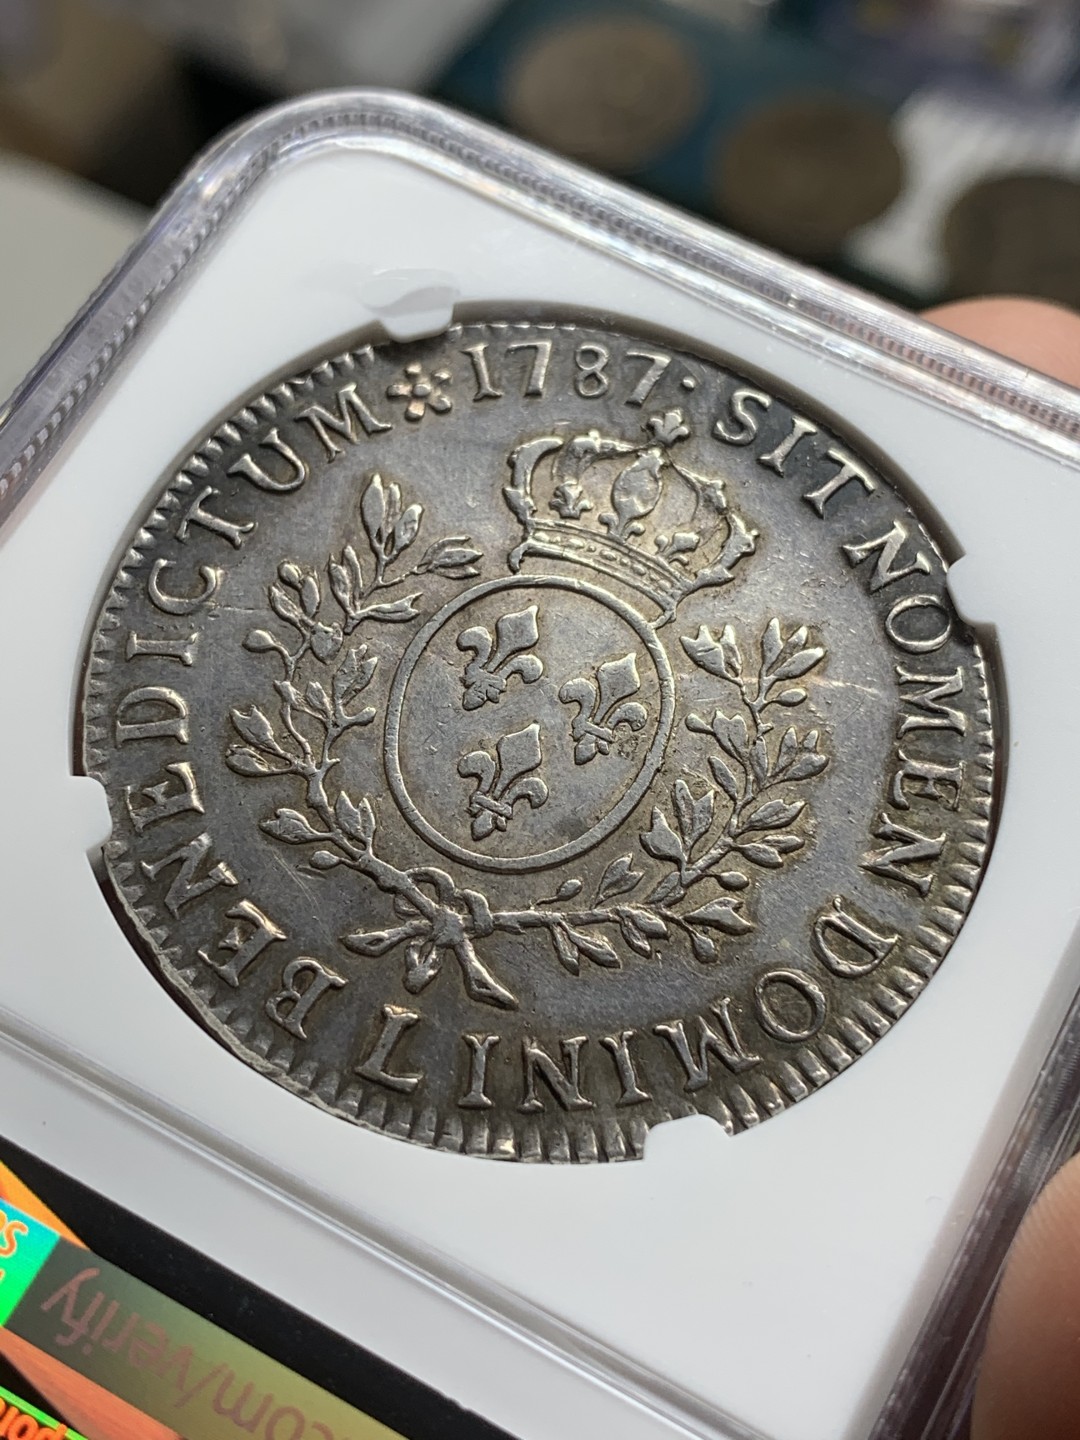 1787· SIT NOMEN DOMINI L BENEDICTUM
com/verify